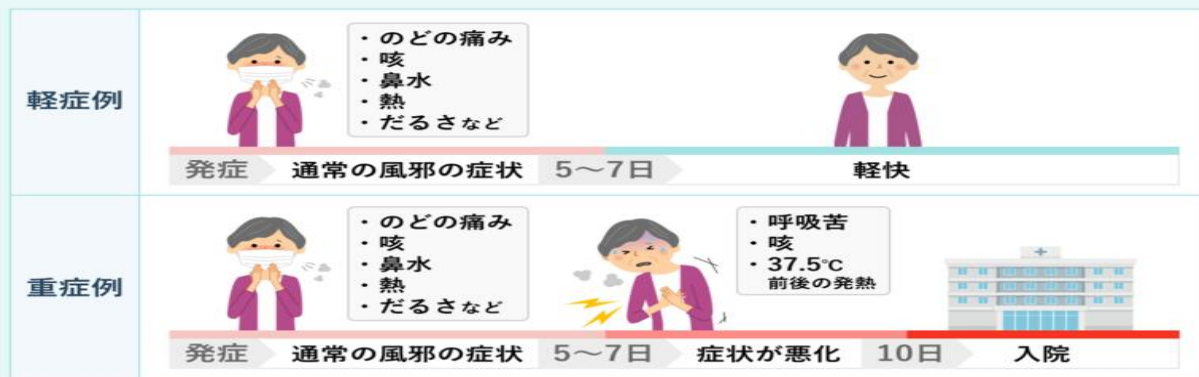 軽症例
・のどの痛み
・咳
・鼻水
・熱
・だるさなど
発症 通常の風邪の症状 5〜7日 軽快
重症例
・のどの痛み
・咳
・鼻水
・熱
・だるさなど
・呼吸苦
・咳
・37.5℃
前後の発熱
発症 通常の風邪の症状 5〜7日 症状が悪化 10日 入院